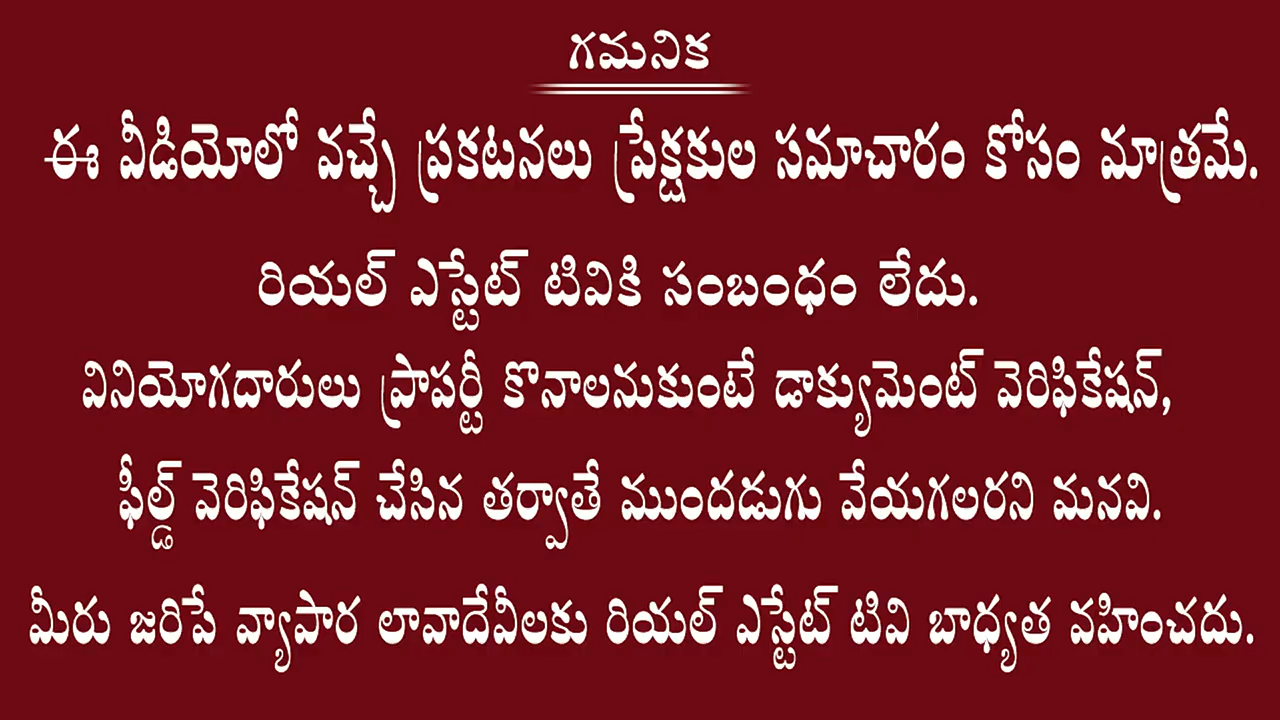 గమనిక
ఈ వీడియోలో వచ్చే ప్రకటనలు ప్రేక్షకుల సమాచారం కోసం మాత్రమే.
రియల్ ఎస్టేట్ టివికి సంబంధం లేదు.
వినియోగదారులు ప్రాపర్టీ కొనాలనుకుంటే డాక్యుమెంట్ వెరిఫికేషన్,
ఫీల్డ్ వెరిఫికేషన్ చేసిన తర్వాతే ముందడుగు వేయగలరని మనవి.
మీరు జరిపే వ్యాపార లావాదేవీలకు రియల్ ఎస్టేట్ టివి బాధ్యత వహించదు.